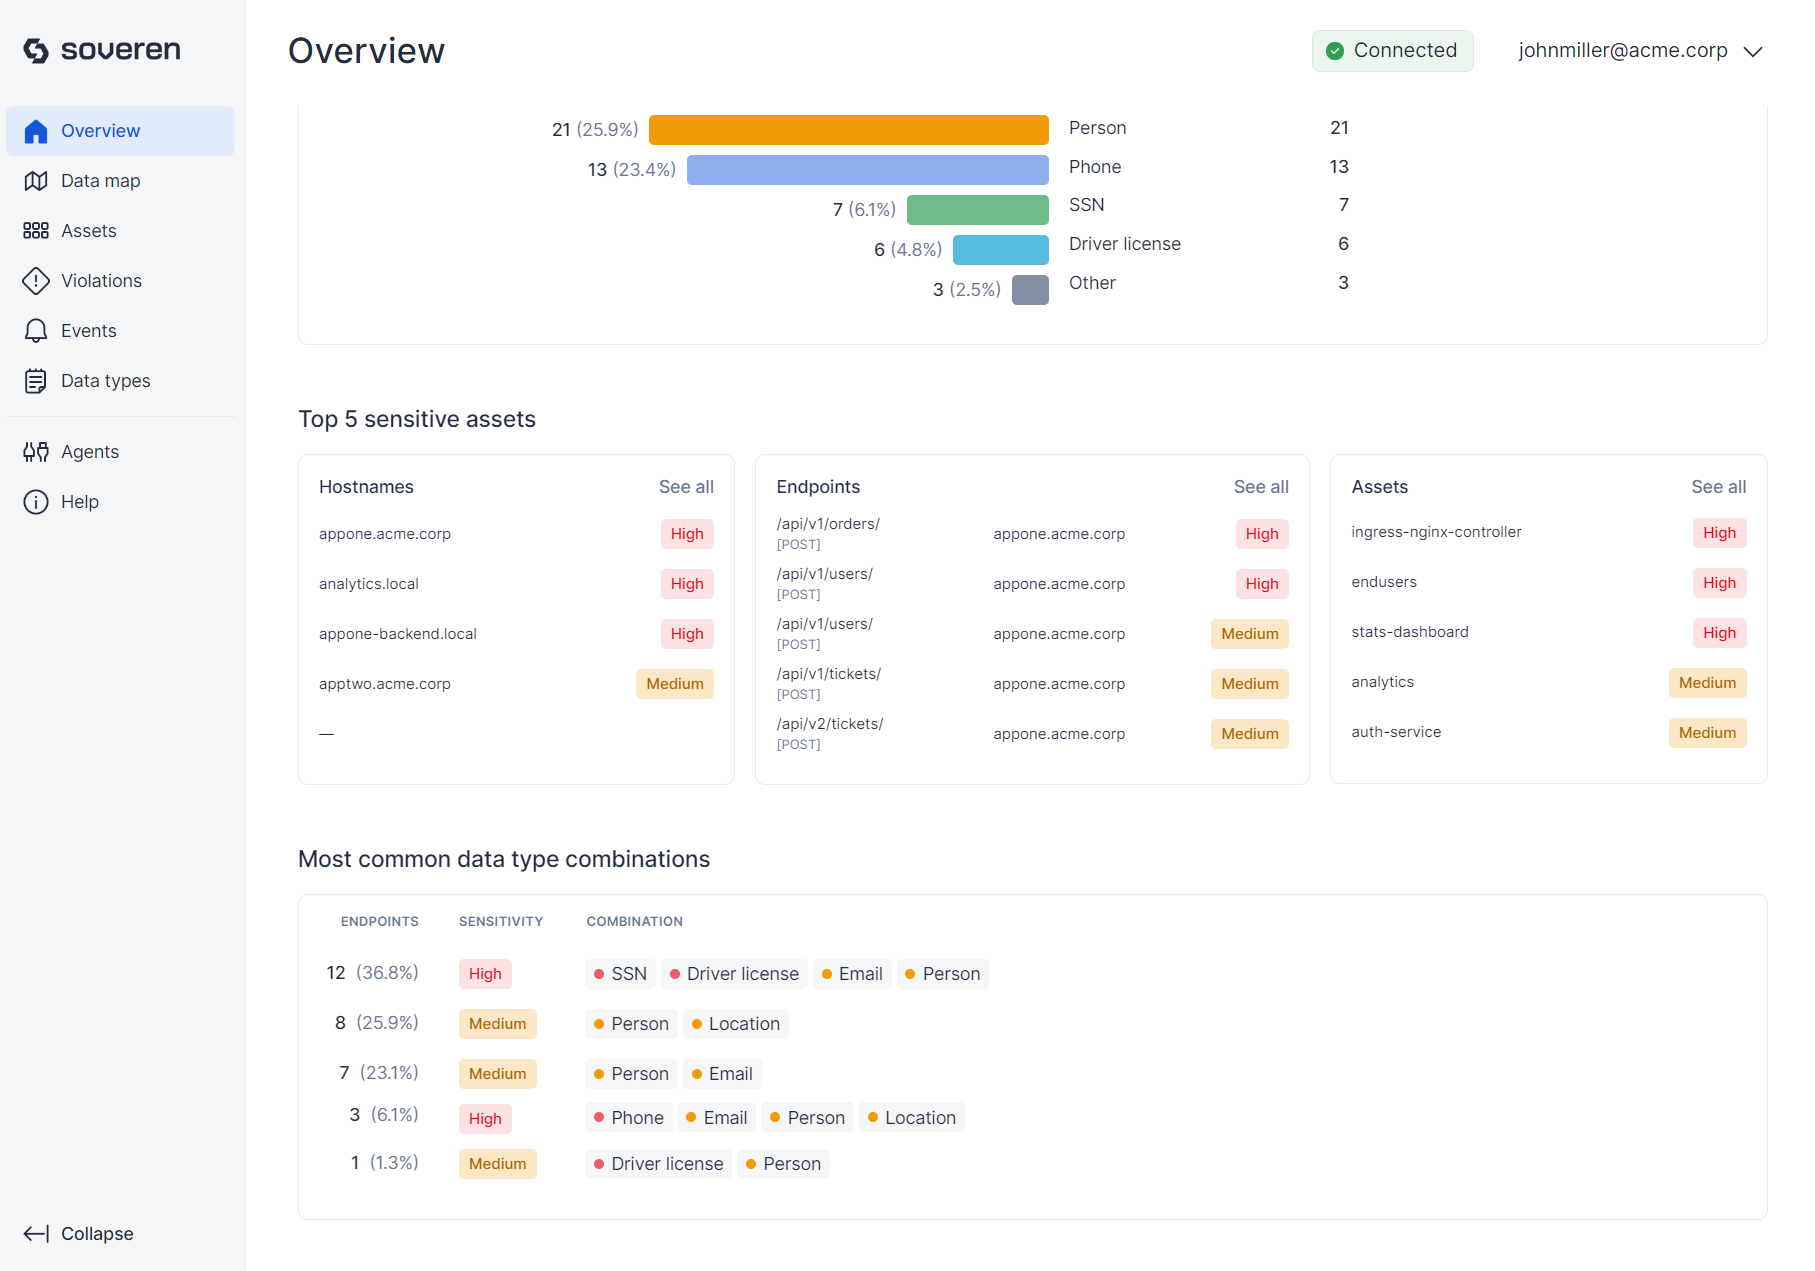 soveren
Overview
Data map
Assets
Violations
Events
Data types
Agents
Help
Collapse
Overview
Connected
johnmiller@acme.corp
21 (25.9%) Person 21
13 (23.4%) Phone 13
7 (6.1%) SSN 7
6 (4.8%) Driver license 6
3 (2.5%) Other 3
Top 5 sensitive assets
Hostnames See all
appone.acme.corp High
analytics.local High
appone-backend.local High
apptwo.acme.corp Medium
—
Endpoints See all
/api/v1/orders/
[POST] appone.acme.corp High
/api/v1/users/
[POST] appone.acme.corp High
/api/v1/users/
[POST] appone.acme.corp Medium
/api/v1/tickets/
[POST] appone.acme.corp Medium
/api/v2/tickets/
[POST] appone.acme.corp Medium
Assets See all
ingress-nginx-controller High
endusers High
stats-dashboard High
analytics Medium
auth-service Medium
Most common data type combinations
ENDPOINTS SENSITIVITY COMBINATION
12 (36.8%) High SSN Driver license Email Person
8 (25.9%) Medium Person Location
7 (23.1%) Medium Person Email
3 (6.1%) High Phone Email Person Location
1 (1.3%) Medium Driver license Person